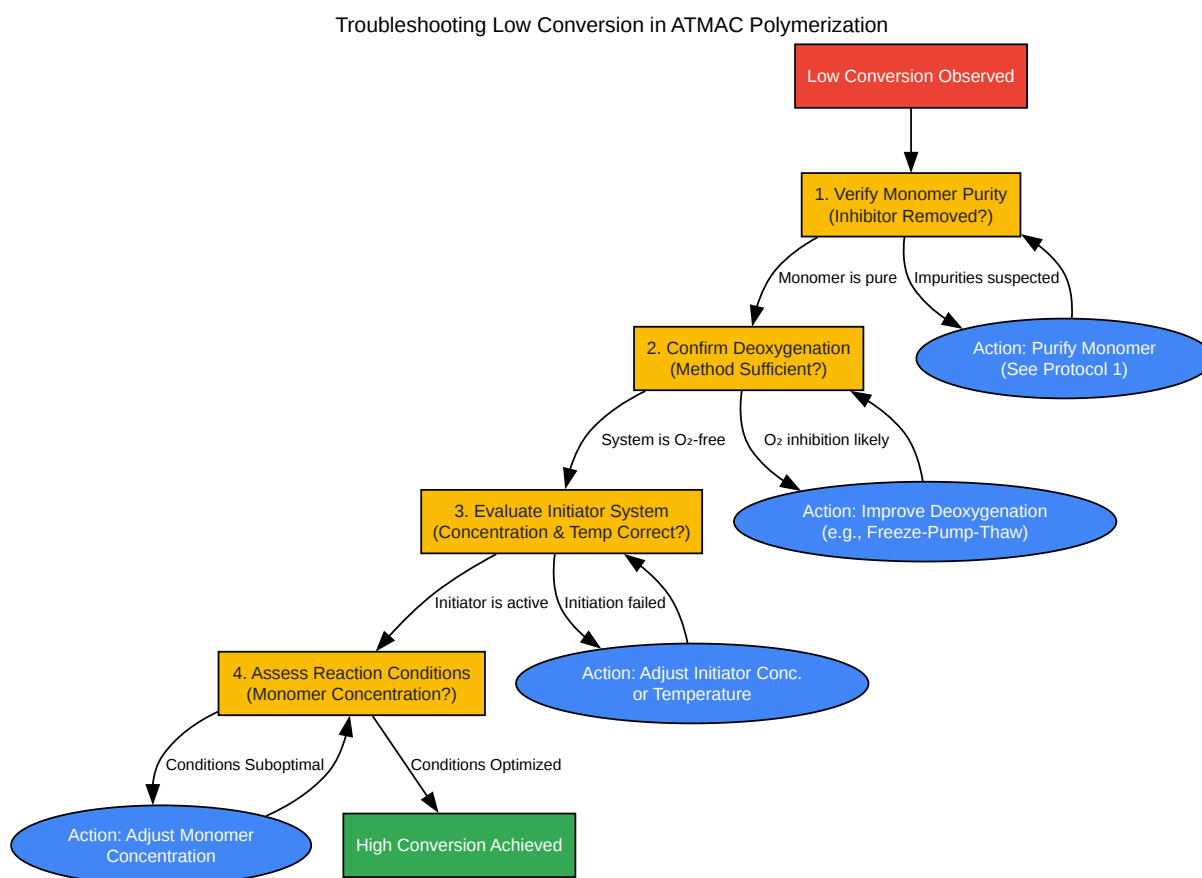 Troubleshooting Low Conversion in ATMAC Polymerization
Low Conversion Observed
1. Verify Monomer Purity
(Inhibitor Removed?)
Monomer is pure
Impurities suspected
2. Confirm Deoxygenation
(Method Sufficient?)
Action: Purify Monomer
(See Protocol 1)
System is O₂-free
O₂ inhibition likely
3. Evaluate Initiator System
(Concentration & Temp Correct?)
Action: Improve Deoxygenation
(e.g., Freeze-Pump-Thaw)
Initiator is active
Initiation failed
4. Assess Reaction Conditions
(Monomer Concentration?)
Action: Adjust Initiator Conc.
or Temperature
Conditions Suboptimal
Conditions Optimized
Action: Adjust Monomer
Concentration
High Conversion Achieved